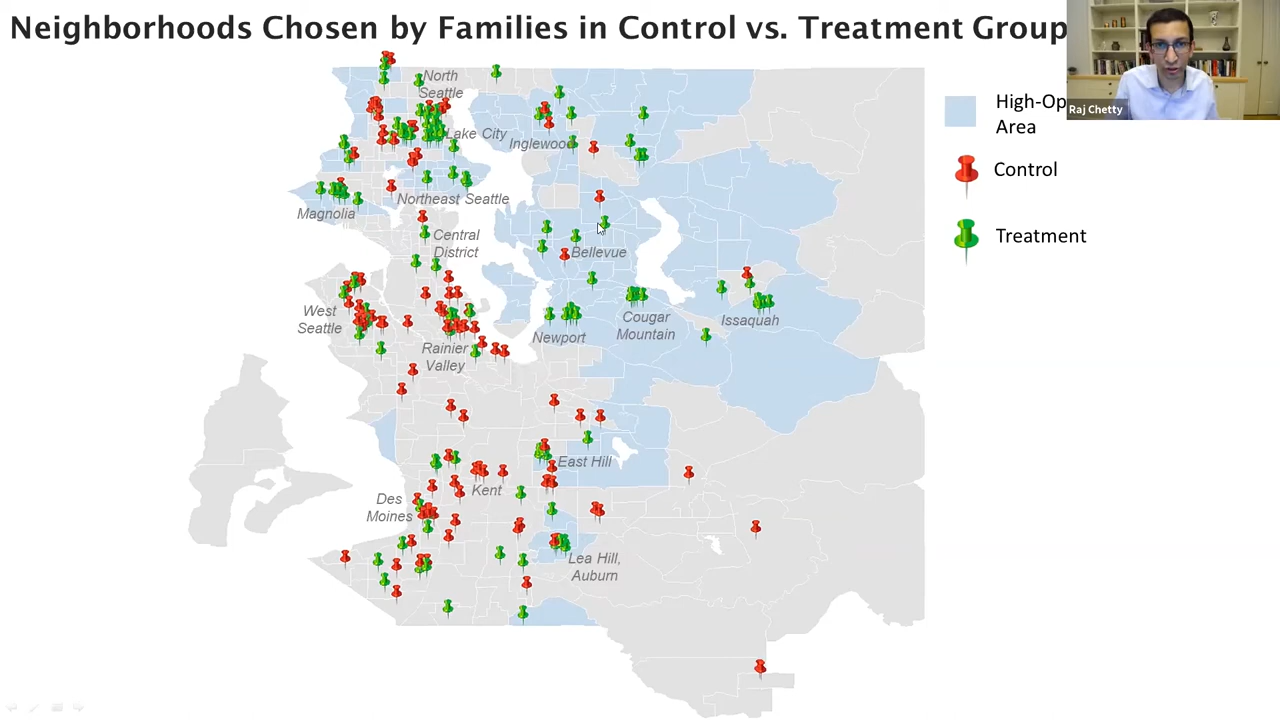 Neighborhoods Chosen by Families in Control vs. Treatment Group
Raj Chetty
High-Op
Area
Control
Treatment
North
Seattle
Lake City
Inglewood
Northeast Seattle
Magnolia
Central
District
Bellevue
West
Seattle
Rainier
Valley
Newport
Cougar
Mountain
Issaquah
East Hill
Kent
Des
Moines
Lea Hill,
Auburn